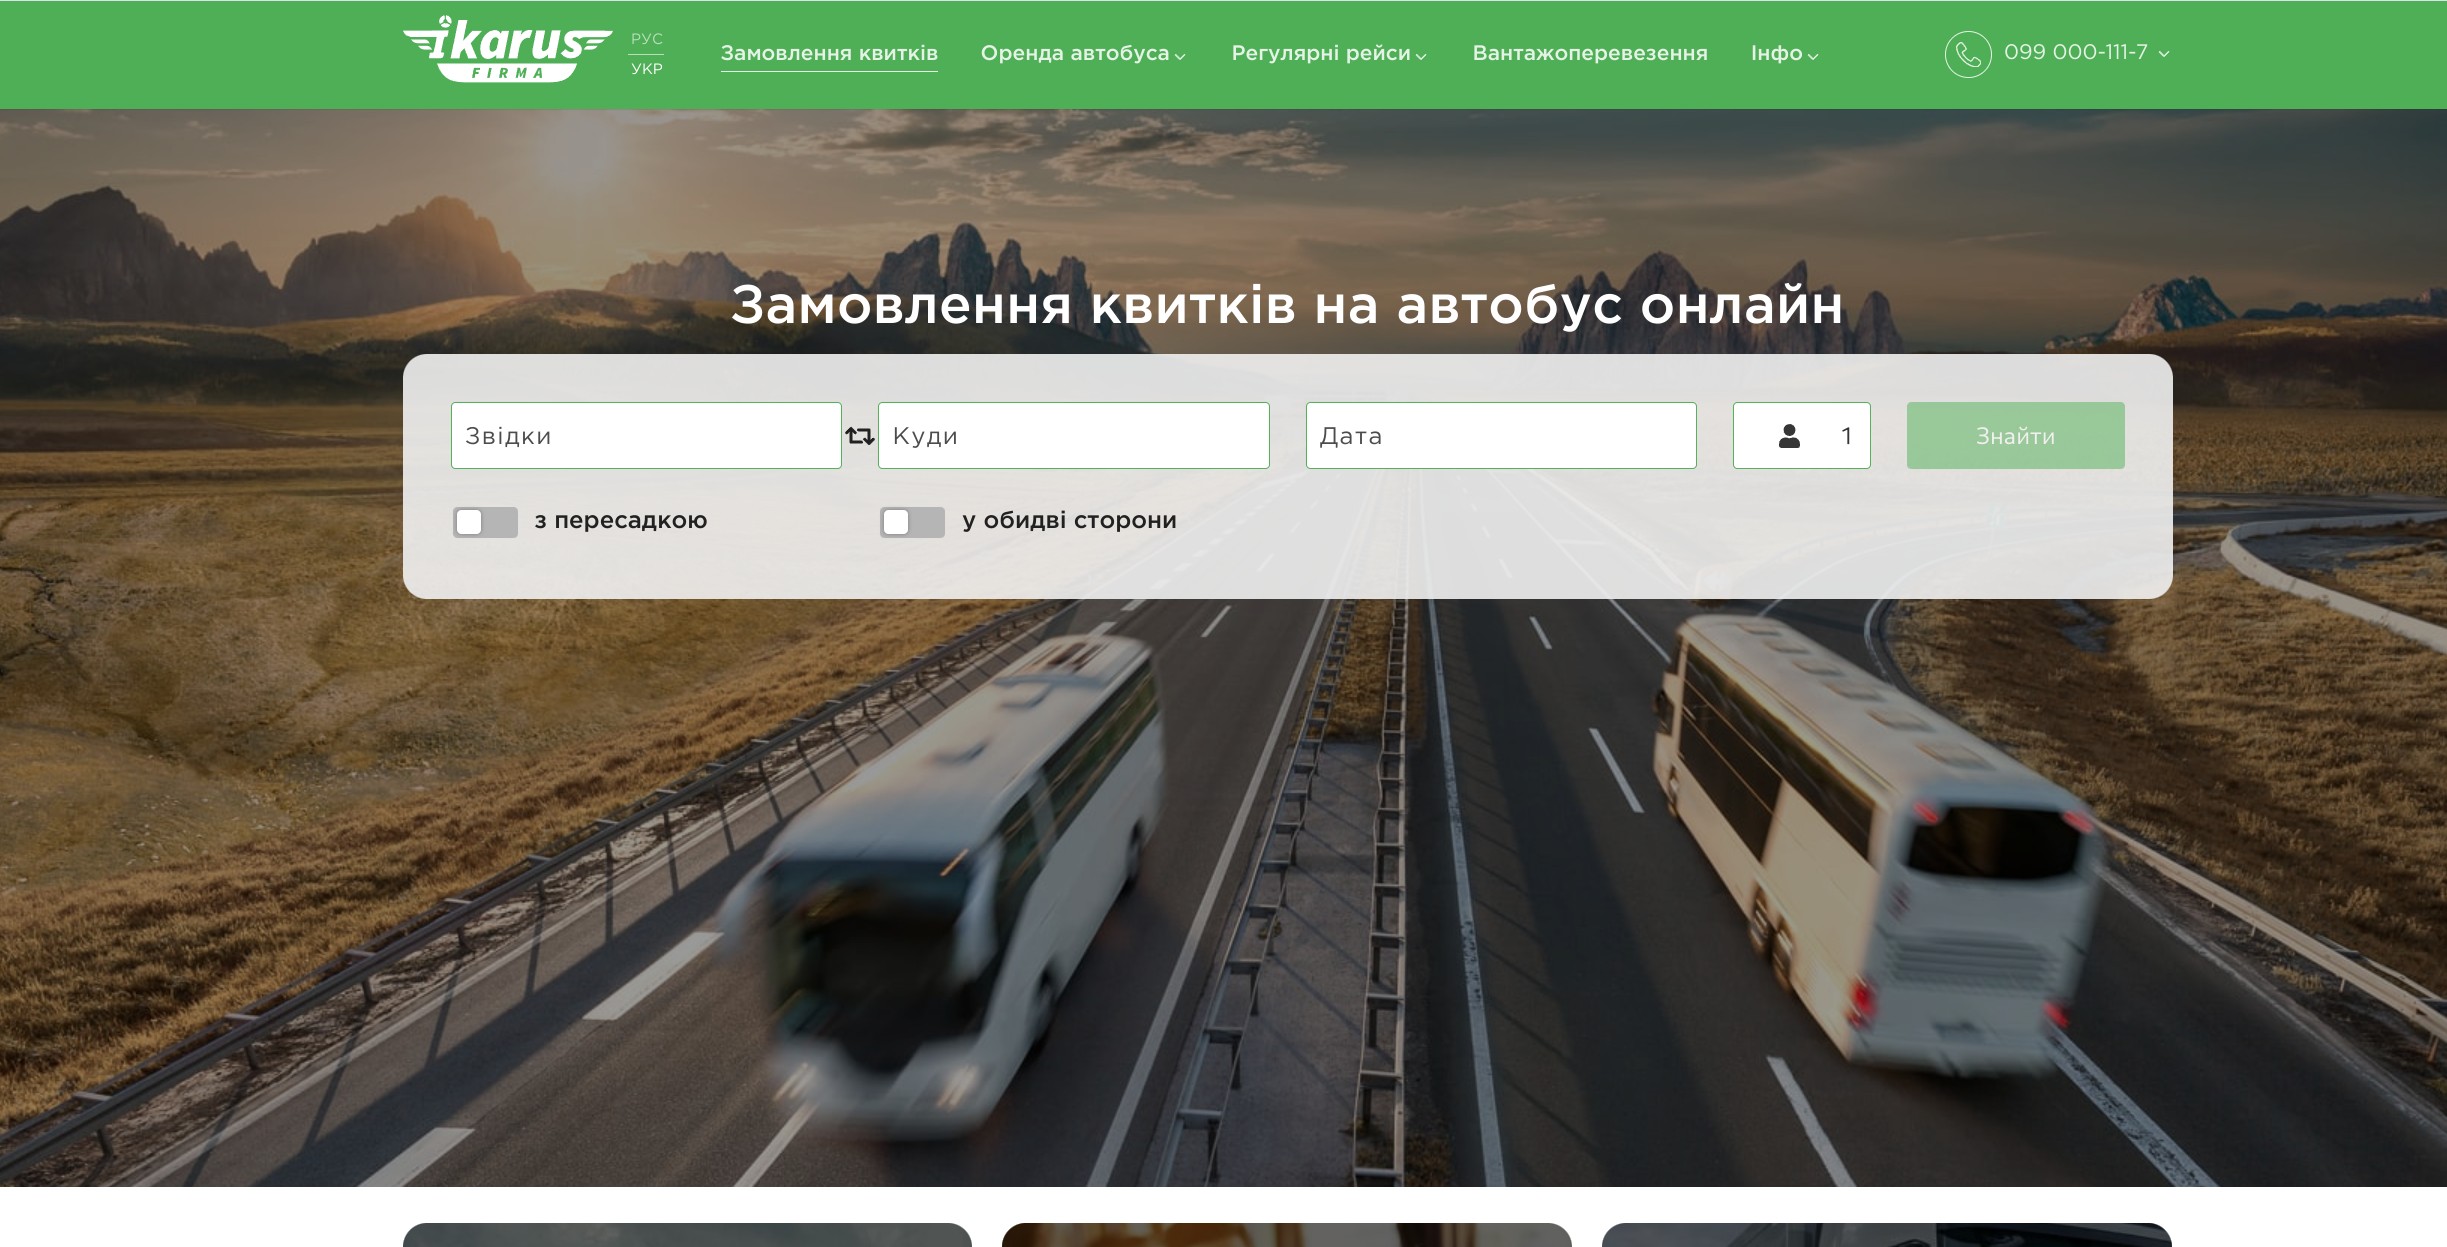 ikarus
FIRMA
РУС
УКР
Замовлення квитків
Оренда автобуса
Регулярні рейси
Вантажоперевезення
Інфо
099 000-111-7
Замовлення квитків на автобус онлайн
Звідки
Куди
Дата
1
Знайти
з пересадкою
у обидві сторони